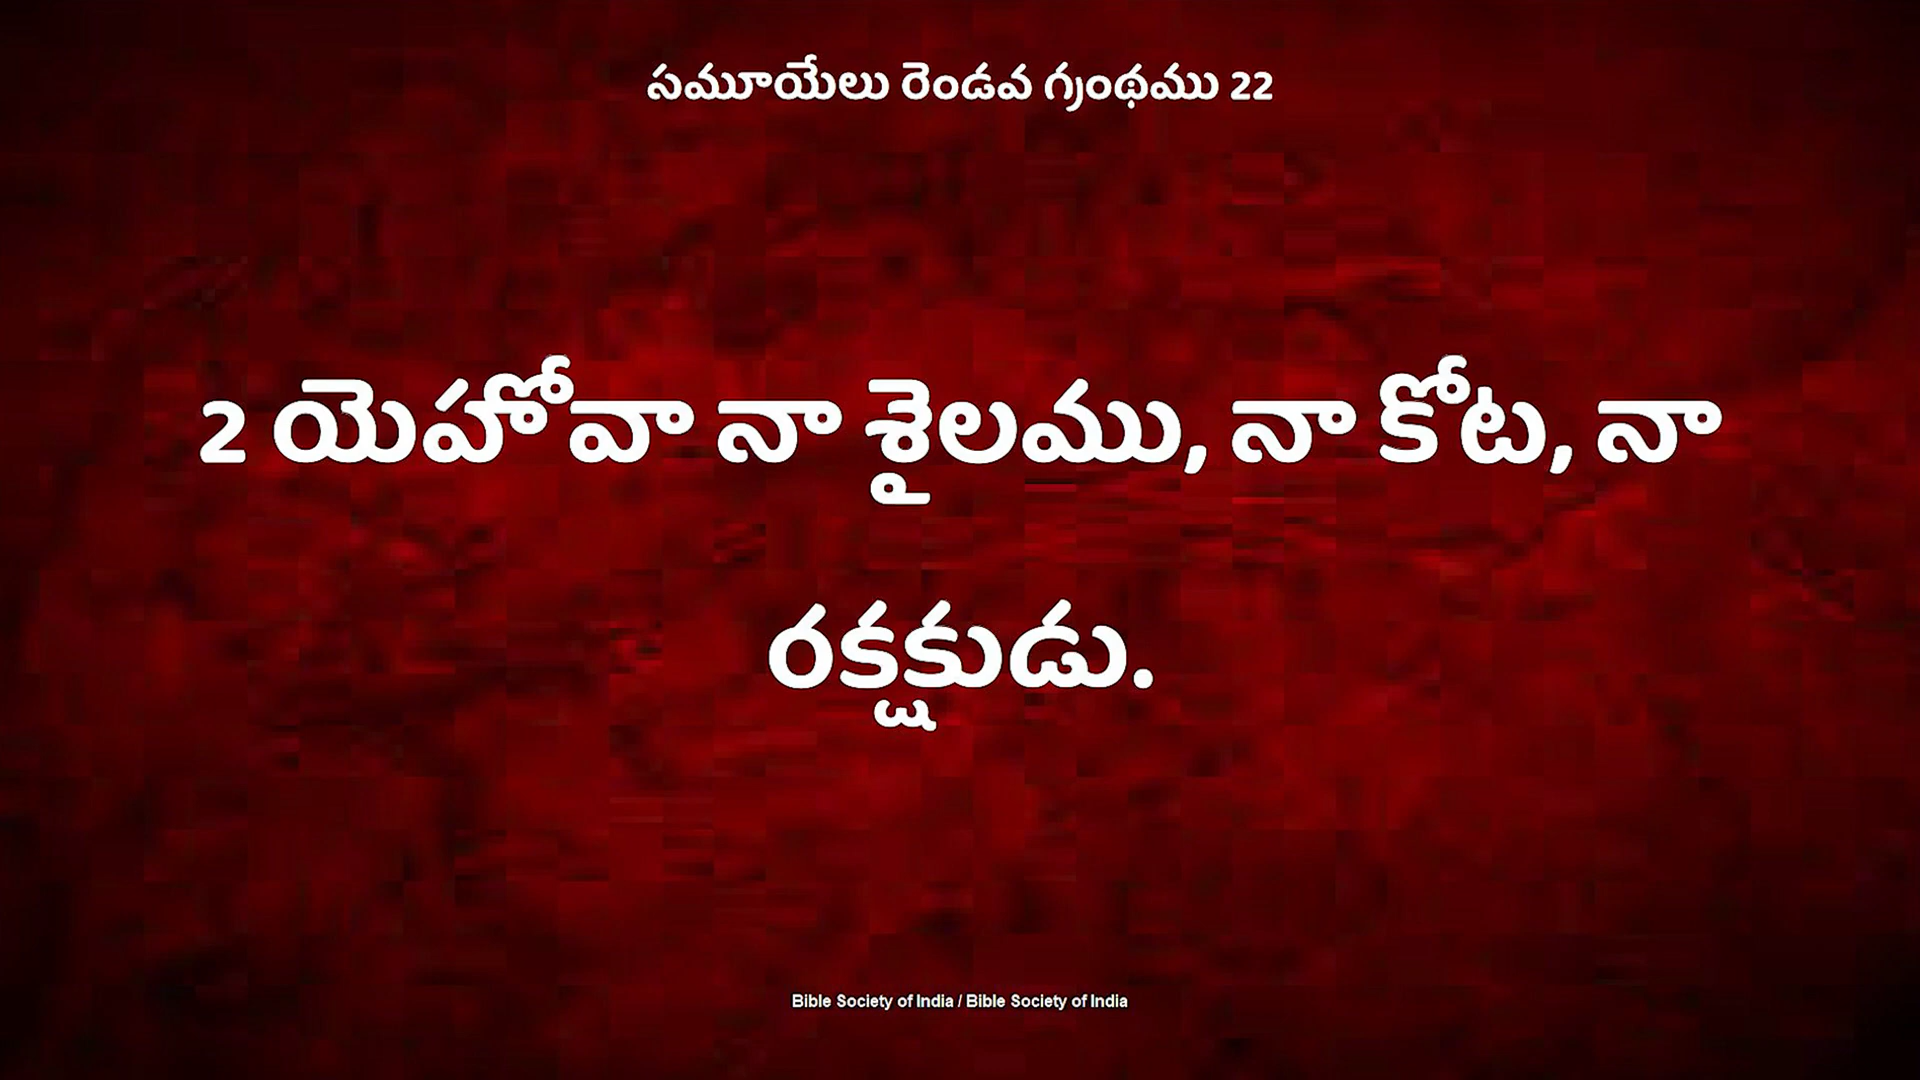 సమూయేలు రెండవ గ్రంథము 22
2 యెహోవా నా శైలము, నా కోట, నా
రక్షకుడు.
Bible Society of India / Bible Society of India